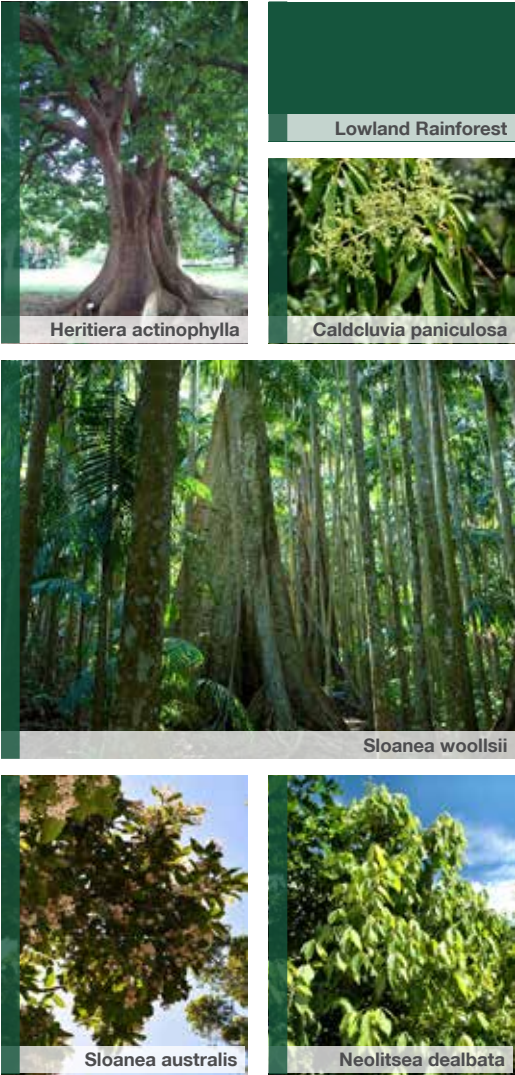 Lowland Rainforest
Heritiera actinophylla
Caldcluvia paniculosa
Sloanea woollsii
Sloanea australis
Neolitsea dealbata